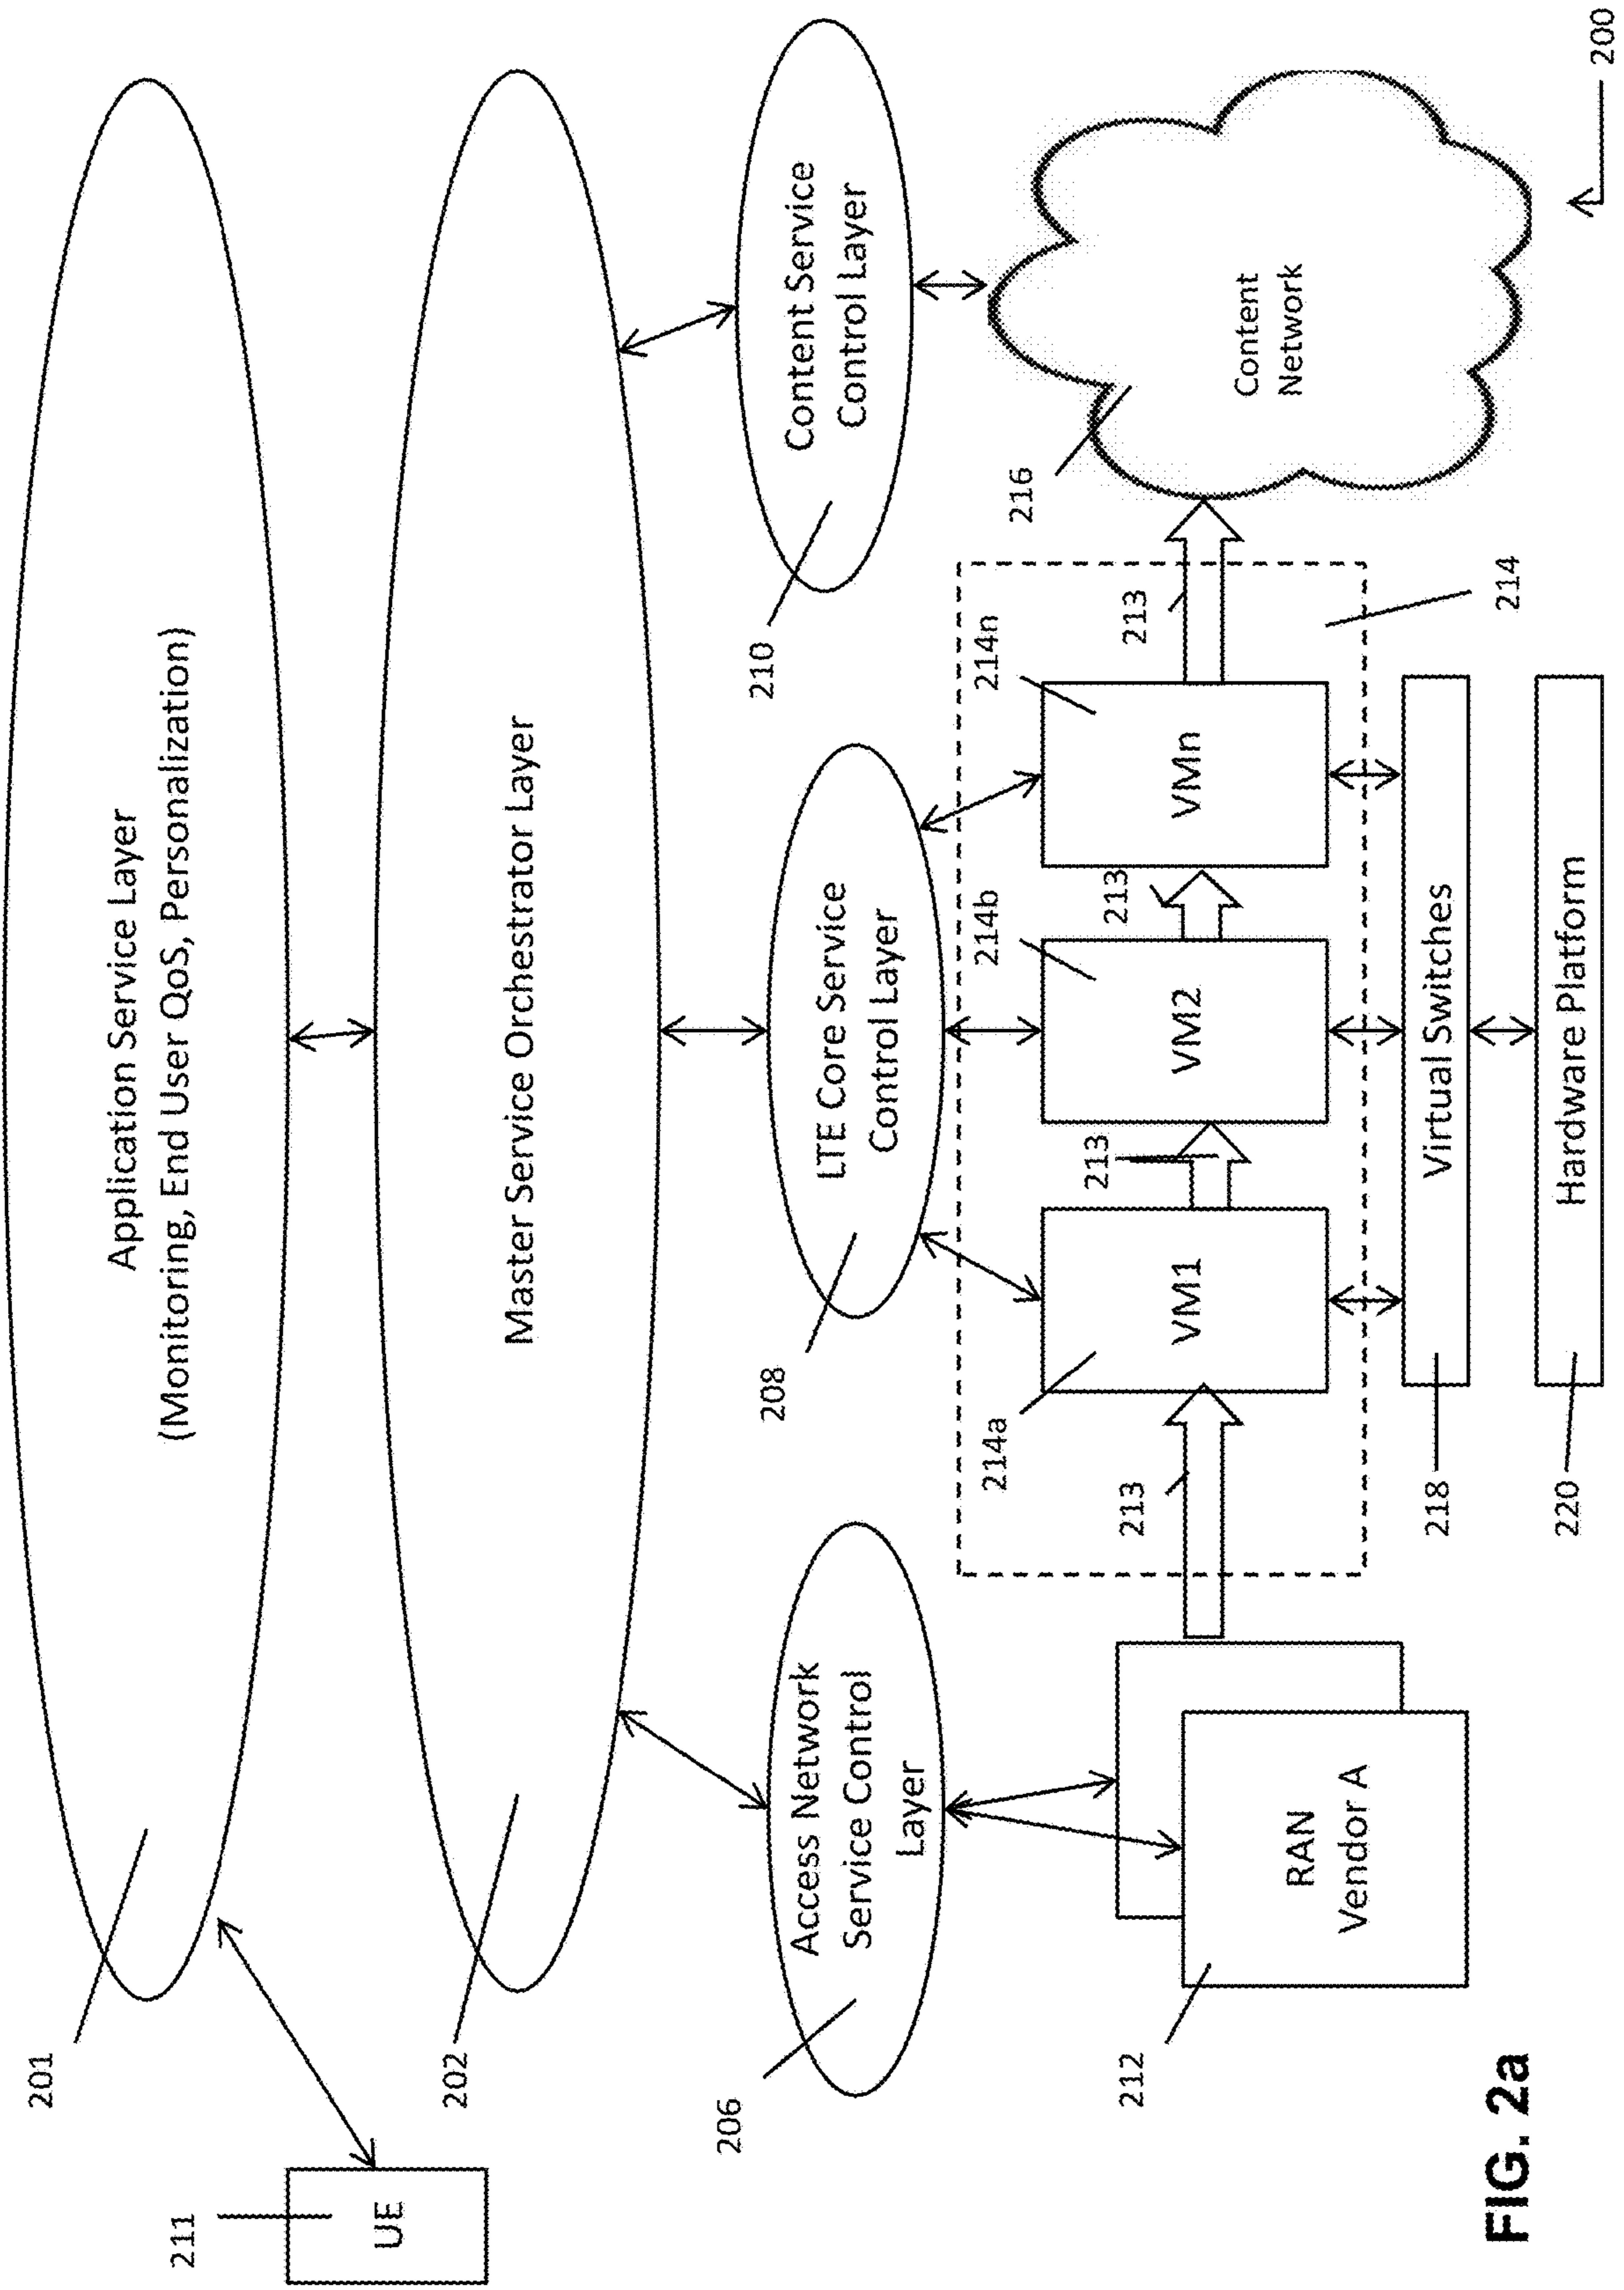 201
Application Service Layer
(Monitoring, End User QoS, Personalization)
211
UE
202
Master Service Orchestrator Layer
206
Access Network
Service Control
Layer
208
LTE Core Service
Control Layer
210
Content Service
Control Layer
212
RAN
Vendor A
213
214a
VM1
213
214b
VM2
213
214n
VMn
213
216
Content
Network
214
218
Virtual Switches
220
Hardware Platform
200
FIG. 2a